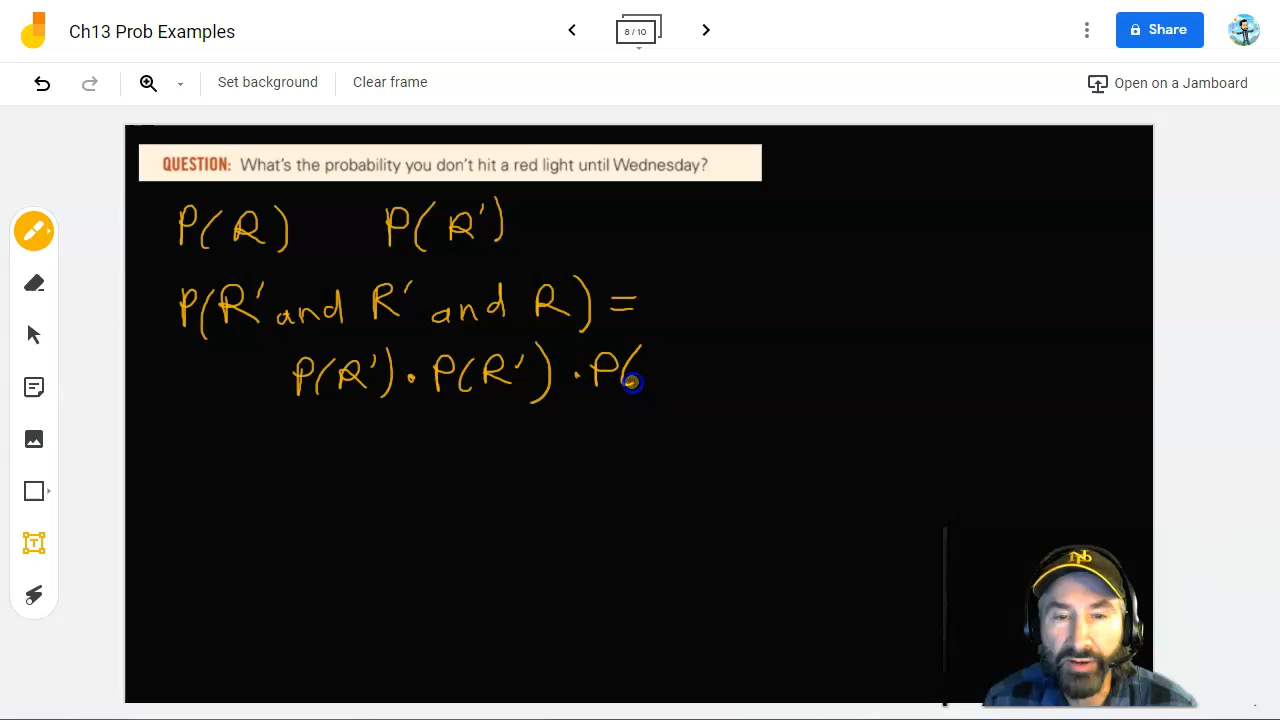 Ch13 Prob Examples
8 / 10
Share
Set background
Clear frame
Open on a Jamboard
QUESTION: What's the probability you don't hit a red light until Wednesday?
P(R) P(R')
P(R' and R' and R) =
P(R') · P(R') · P(